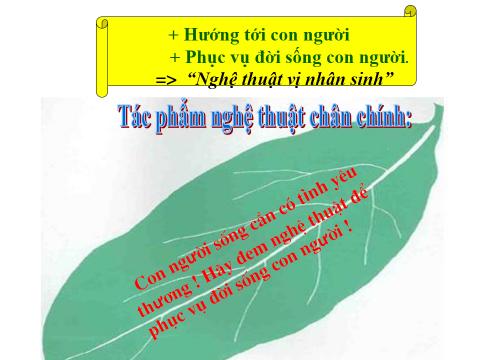 + Hướng tới con người
+ Phục vụ đời sống con người.
=> “Nghệ thuật vị nhân sinh”
Tác phẩm nghệ thuật chân chính:
Con người sống cần có tình yêu
thương ! Hãy đem nghệ thuật để
phục vụ đời sống con người !